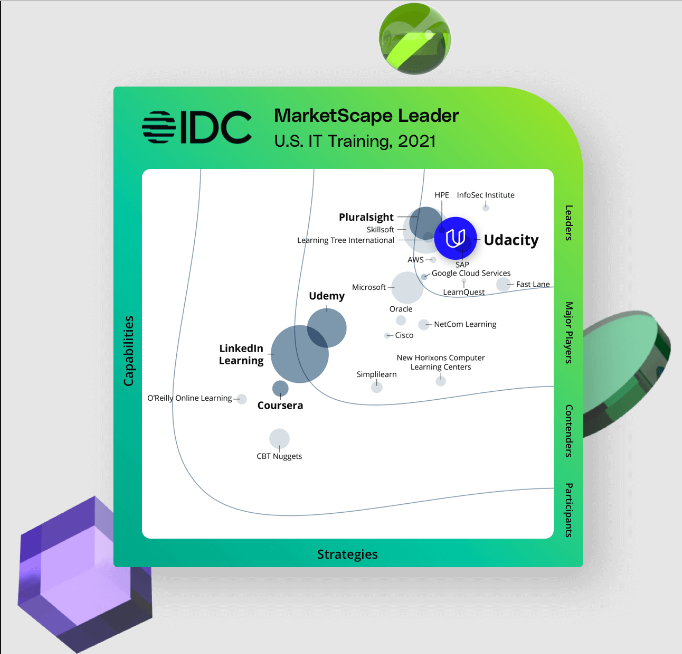 IDC
MarketScape Leader
U.S. IT Training, 2021
HPE
InfoSec Institute
Pluralsight
Skillsoft
Learning Tree International
Udacity
AWS
SAP
Google Cloud Services
Microsoft
LearnQuest
Fast Lane
Udemy
Oracle
NetCom Learning
Cisco
LinkedIn
Learning
New Horizons Computer
Learning Centers
Simplilearn
O'Reilly Online Learning
Coursera
CBT Nuggets
Capabilities
Strategies
Leaders
Major Players
Contenders
Participants